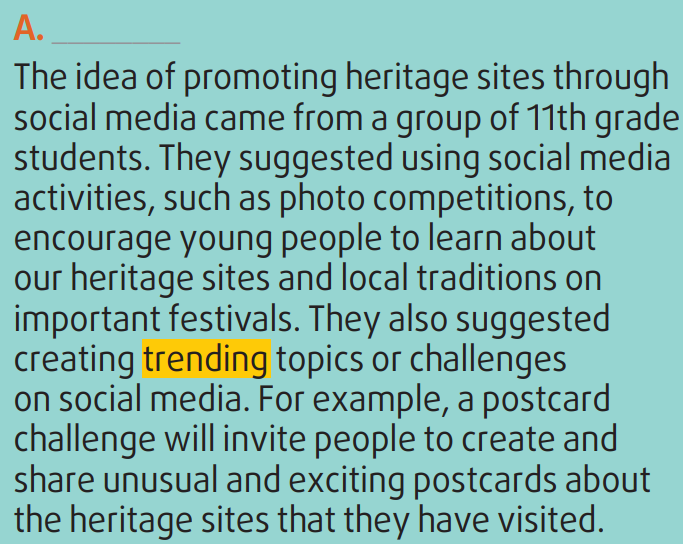 A.
The idea of promoting heritage sites through
social media came from a group of 11th grade
students. They suggested using social media
activities, such as photo competitions, to
encourage young people to learn about
our heritage sites and local traditions on
important festivals. They also suggested
creating trending topics or challenges
on social media. For example, a postcard
challenge will invite people to create and
share unusual and exciting postcards about
the heritage sites that they have visited.